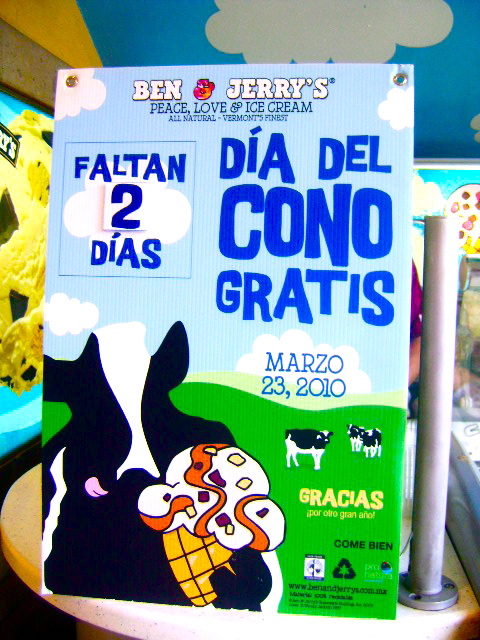 BEN & JERRY'S®
PEACE, LOVE & ICE CREAM
ALL NATURAL - VERMONT'S FINEST
FALTAN
2
DÍAS
DÍA DEL
CONO
GRATIS
MARZO
23, 2010
GRACIAS
¡por otro gran año!
COME BIEN
www.benandjerrys.com.mx